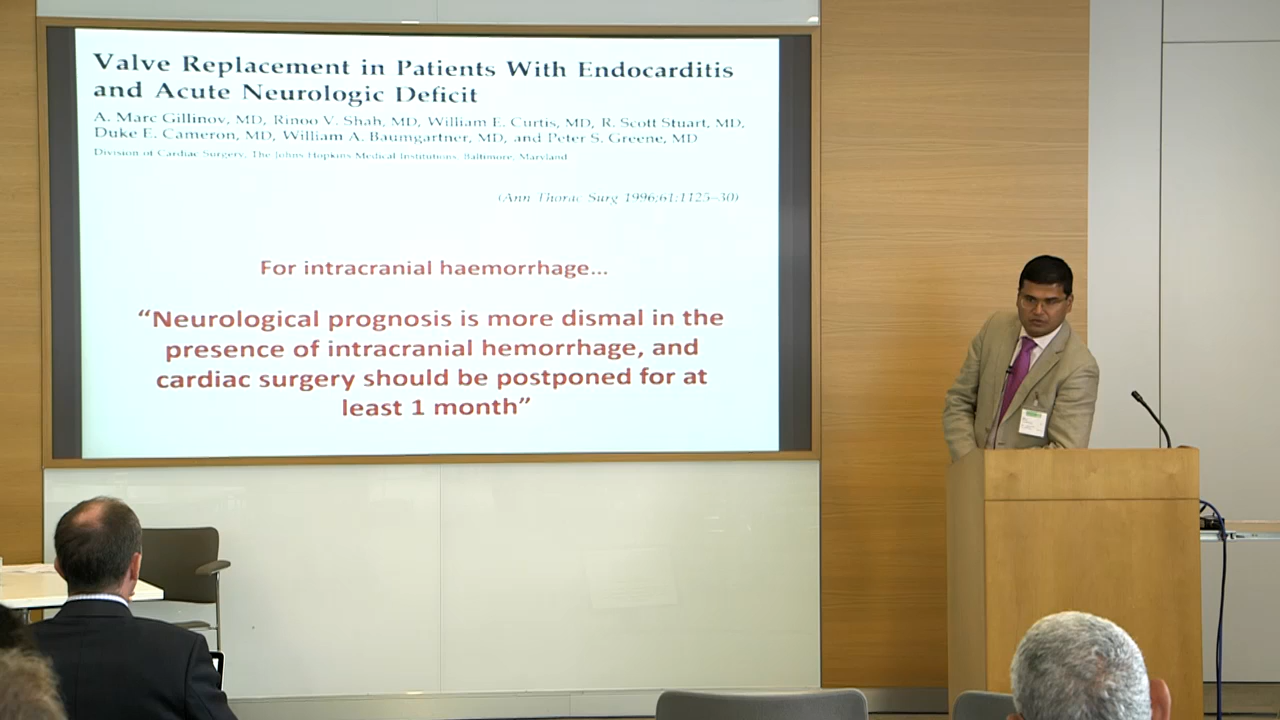 Valve Replacement in Patients With Endocarditis
and Acute Neurologic Deficit
A. Marc Gillinov, MD, Rinoo V. Shah, MD, William E. Curtis, MD, R. Scott Stuart, MD,
Duke E. Cameron, MD, William A. Baumgartner, MD, and Peter S. Greene, MD
Division of Cardiac Surgery, The Johns Hopkins Medical Institutions, Baltimore, Maryland
(Ann Thorac Surg 1996;61:1125–30)
For intracranial haemorrhage...
“Neurological prognosis is more dismal in the
presence of intracranial hemorrhage, and
cardiac surgery should be postponed for at
least 1 month”